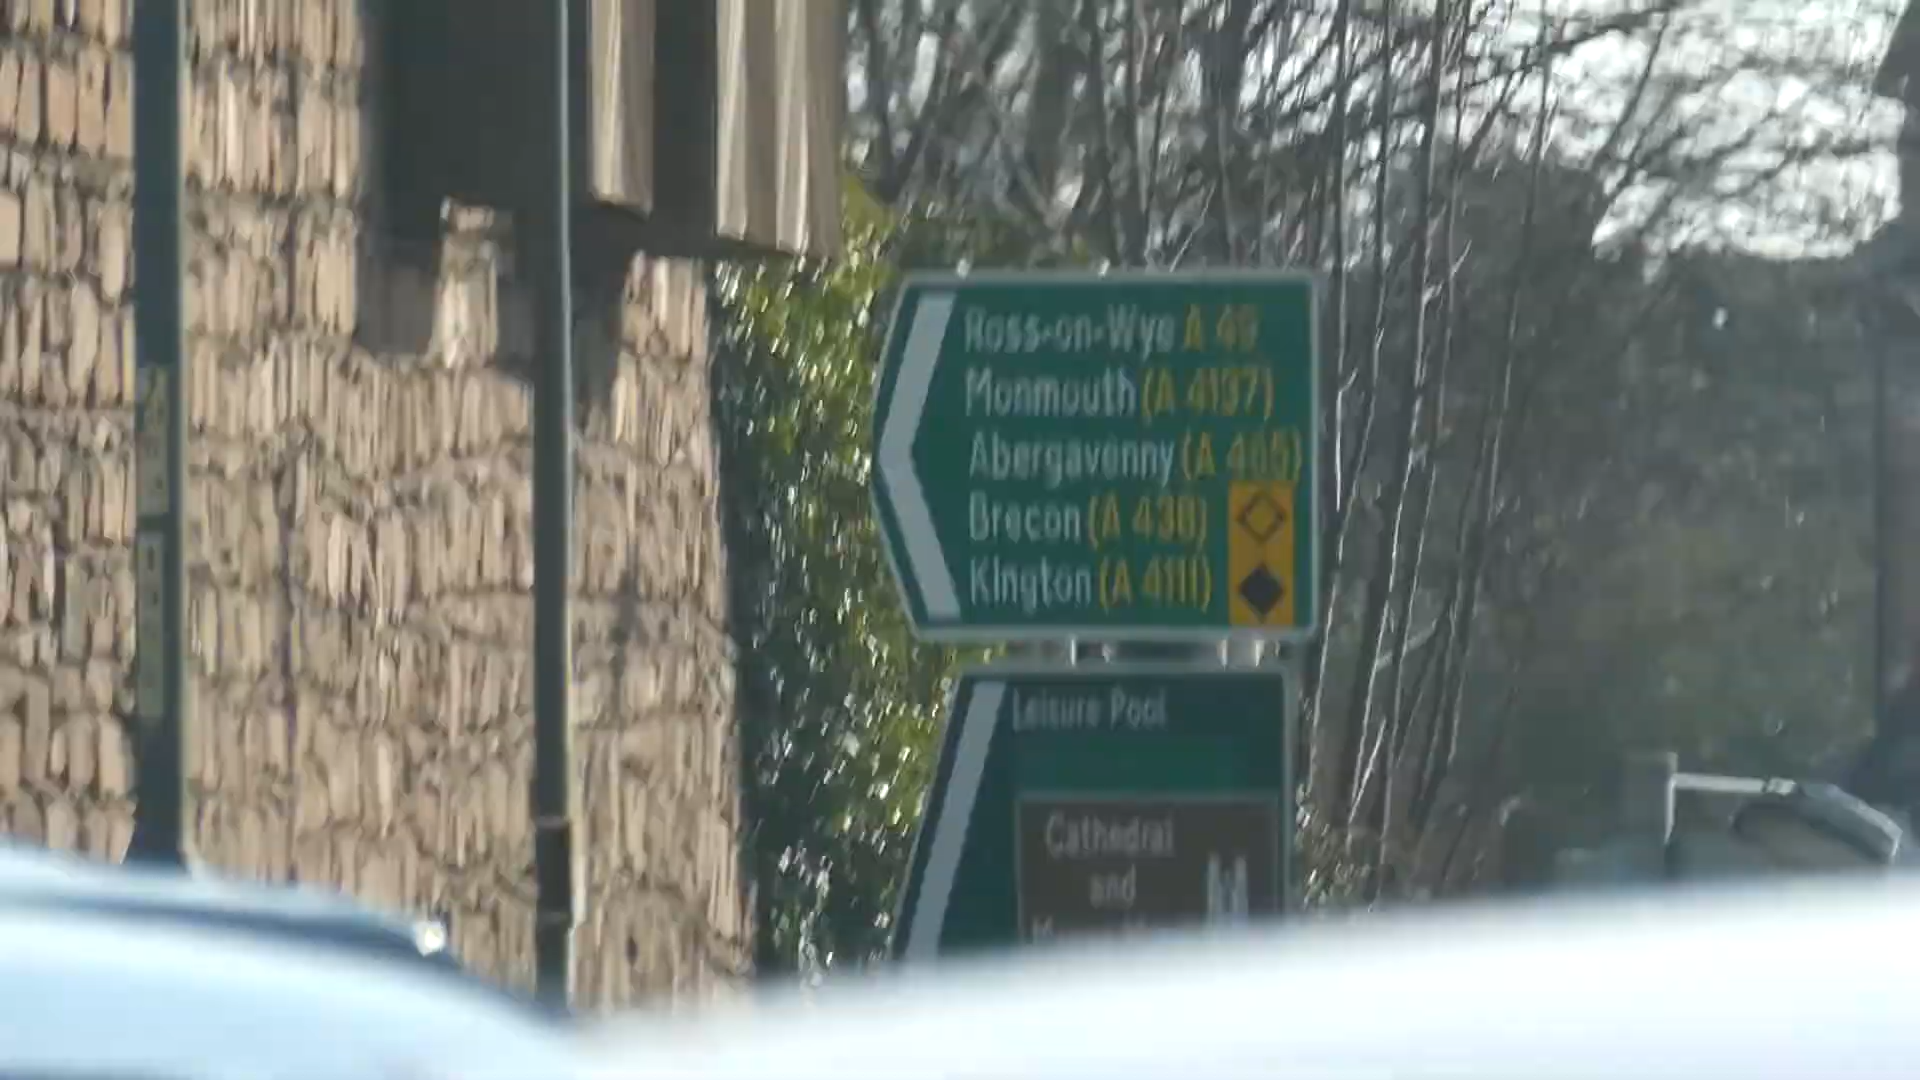 Ross-on-Wye A 49
Monmouth (A 4137)
Abergavenny (A 465)
Brecon (A 438)
Kington (A 4111)
Leisure Pool
Cathedral
and